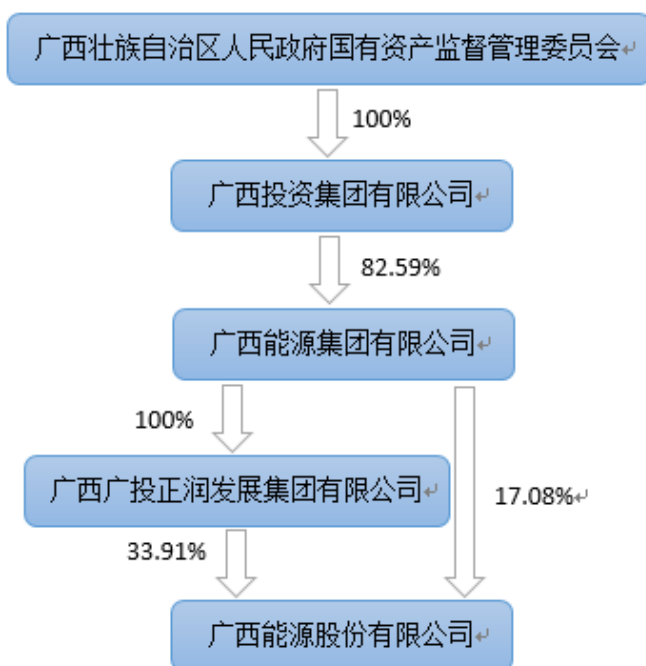 广西壮族自治区人民政府国有资产监督管理委员会
100%
广西投资集团有限公司
82.59%
广西能源集团有限公司
100%
广西广投正润发展集团有限公司
17.08%
33.91%
广西能源股份有限公司